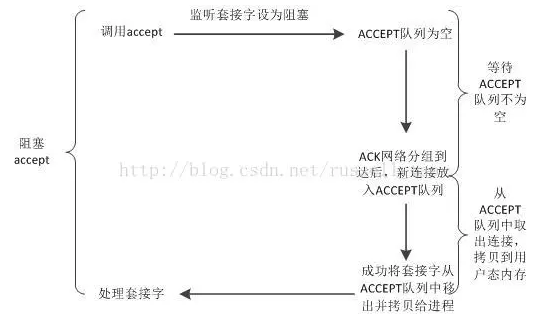 监听套接字设为阻塞
调用accept
ACCEPT队列为空
等待
ACCEPT
队列不为
空
阻塞
accept
http://blog.csdn.net/rus
ACK网络分组到
达后，新连接放
入ACCEPT队列
从
ACCEPT
队列中取
出连接，
拷贝到用
户态内存
成功将套接字从
ACCEPT队列中移
出并拷贝给进程
处理套接字